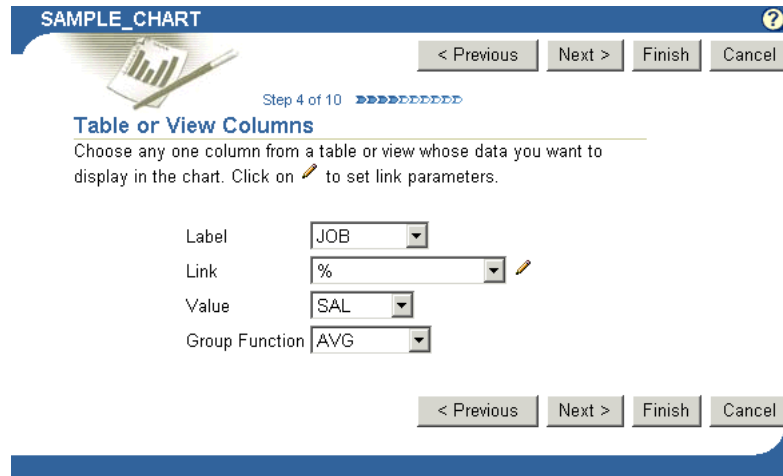 SAMPLE_CHART ?
< Previous Next > Finish Cancel
Step 4 of 10
Table or View Columns
Choose any one column from a table or view whose data you want to
display in the chart. Click on to set link parameters.
Label JOB
Link %
Value SAL
Group Function AVG
< Previous Next > Finish Cancel